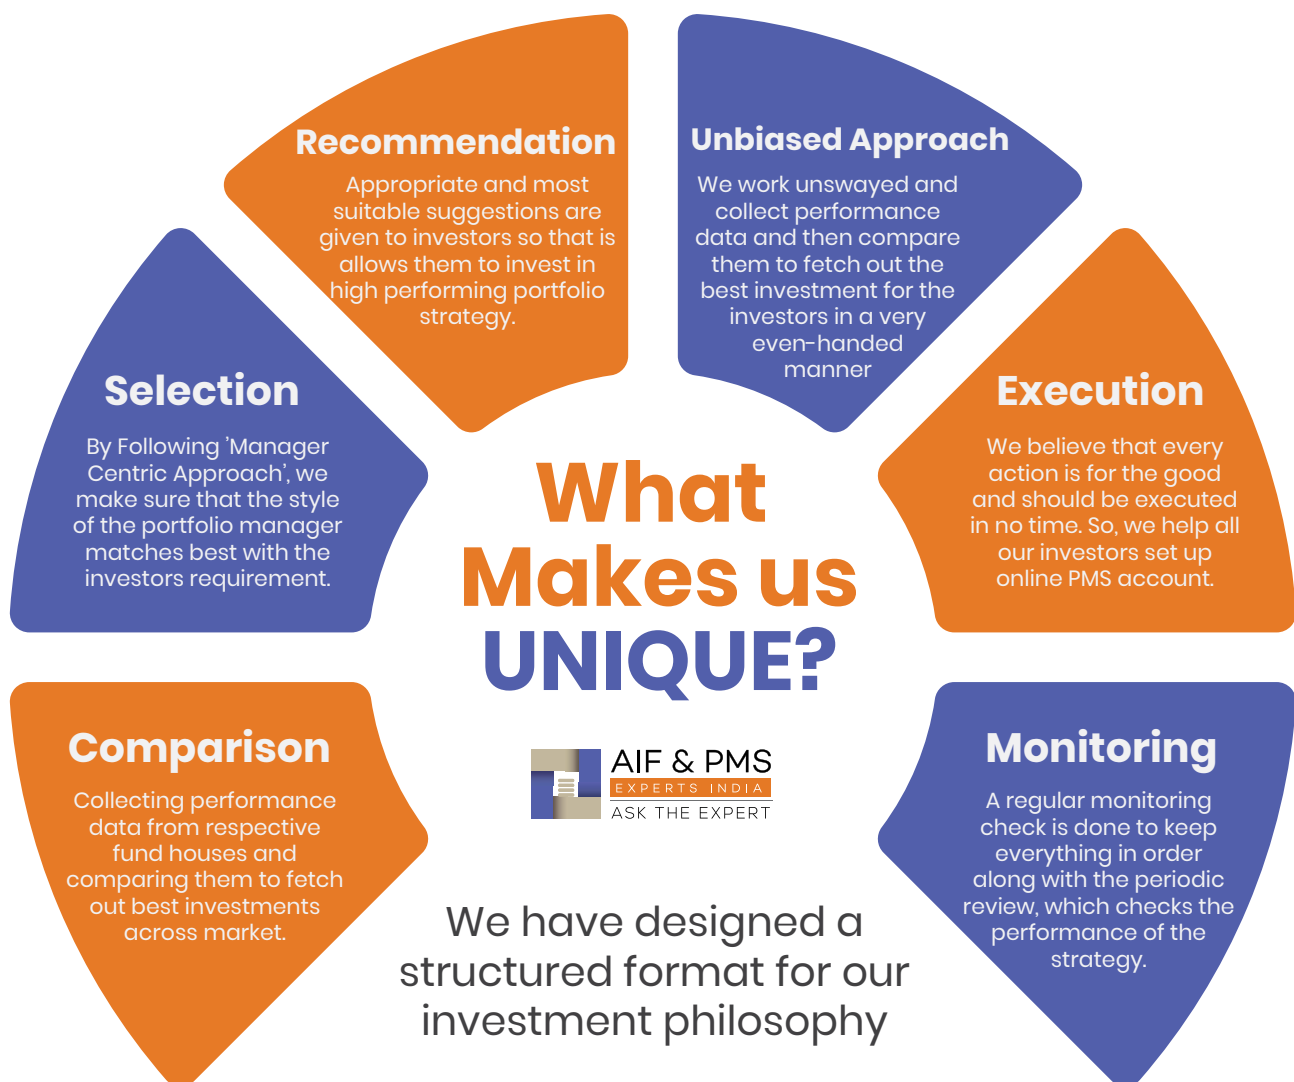 Recommendation
Appropriate and most
suitable suggestions are
given to investors so that is
allows them to invest in
high performing portfolio
strategy.
Unbiased Approach
We work unswayed and
collect performance
data and then compare
them to fetch out the
best investment for the
investors in a very
even-handed
manner
Selection
By Following 'Manager
Centric Approach', we
make sure that the style
of the portfolio manager
matches best with the
investors requirement.
Execution
We believe that every
action is for the good
and should be executed
in no time. So, we help all
our investors set up
online PMS account.
What
Makes us
UNIQUE?
Comparison
Collecting performance
data from respective
fund houses and
comparing them to fetch
out best investments
across market.
AIF & PMS
EXPERTS INDIA
ASK THE EXPERT
Monitoring
A regular monitoring
check is done to keep
everything in order
along with the periodic
review, which checks the
performance of the
strategy.
We have designed a
structured format for our
investment philosophy